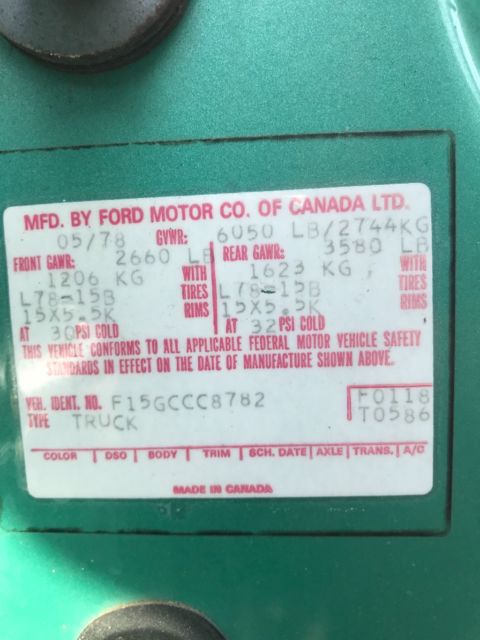 MFD. BY FORD MOTOR CO. OF CANADA LTD.
05/78 GVWR: 6050 LB/2744KG
FRONT GAWR: 2660 LB REAR GAWR: 3580 LB
1206 KG WITH 1623 KG WITH
L78-15B TIRES L78-15B TIRES
15X5.5K RIMS 15X5.5K RIMS
AT 30 PSI COLD AT 32 PSI COLD
THIS VEHICLE CONFORMS TO ALL APPLICABLE FEDERAL MOTOR VEHICLE SAFETY
STANDARDS IN EFFECT ON THE DATE OF MANUFACTURE SHOWN ABOVE.
VEH. IDENT. NO. F15GCCC8782 F0118
TYPE TRUCK T0586
COLOR | DSO | BODY | TRIM | SCH. DATE | AXLE | TRANS. | A/C
MADE IN CANADA